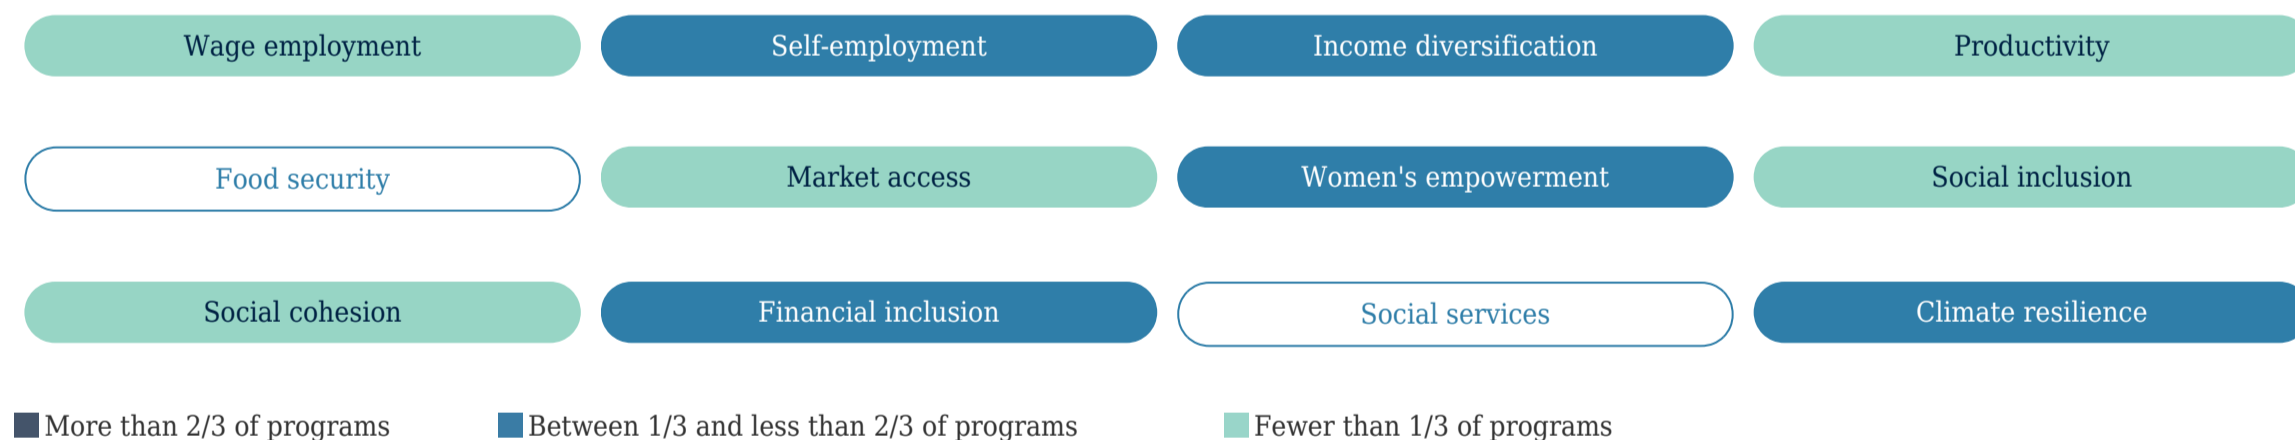 Wage employment
Self-employment
Income diversification
Productivity
Food security
Market access
Women's empowerment
Social inclusion
Social cohesion
Financial inclusion
Social services
Climate resilience
More than 2/3 of programs
Between 1/3 and less than 2/3 of programs
Fewer than 1/3 of programs